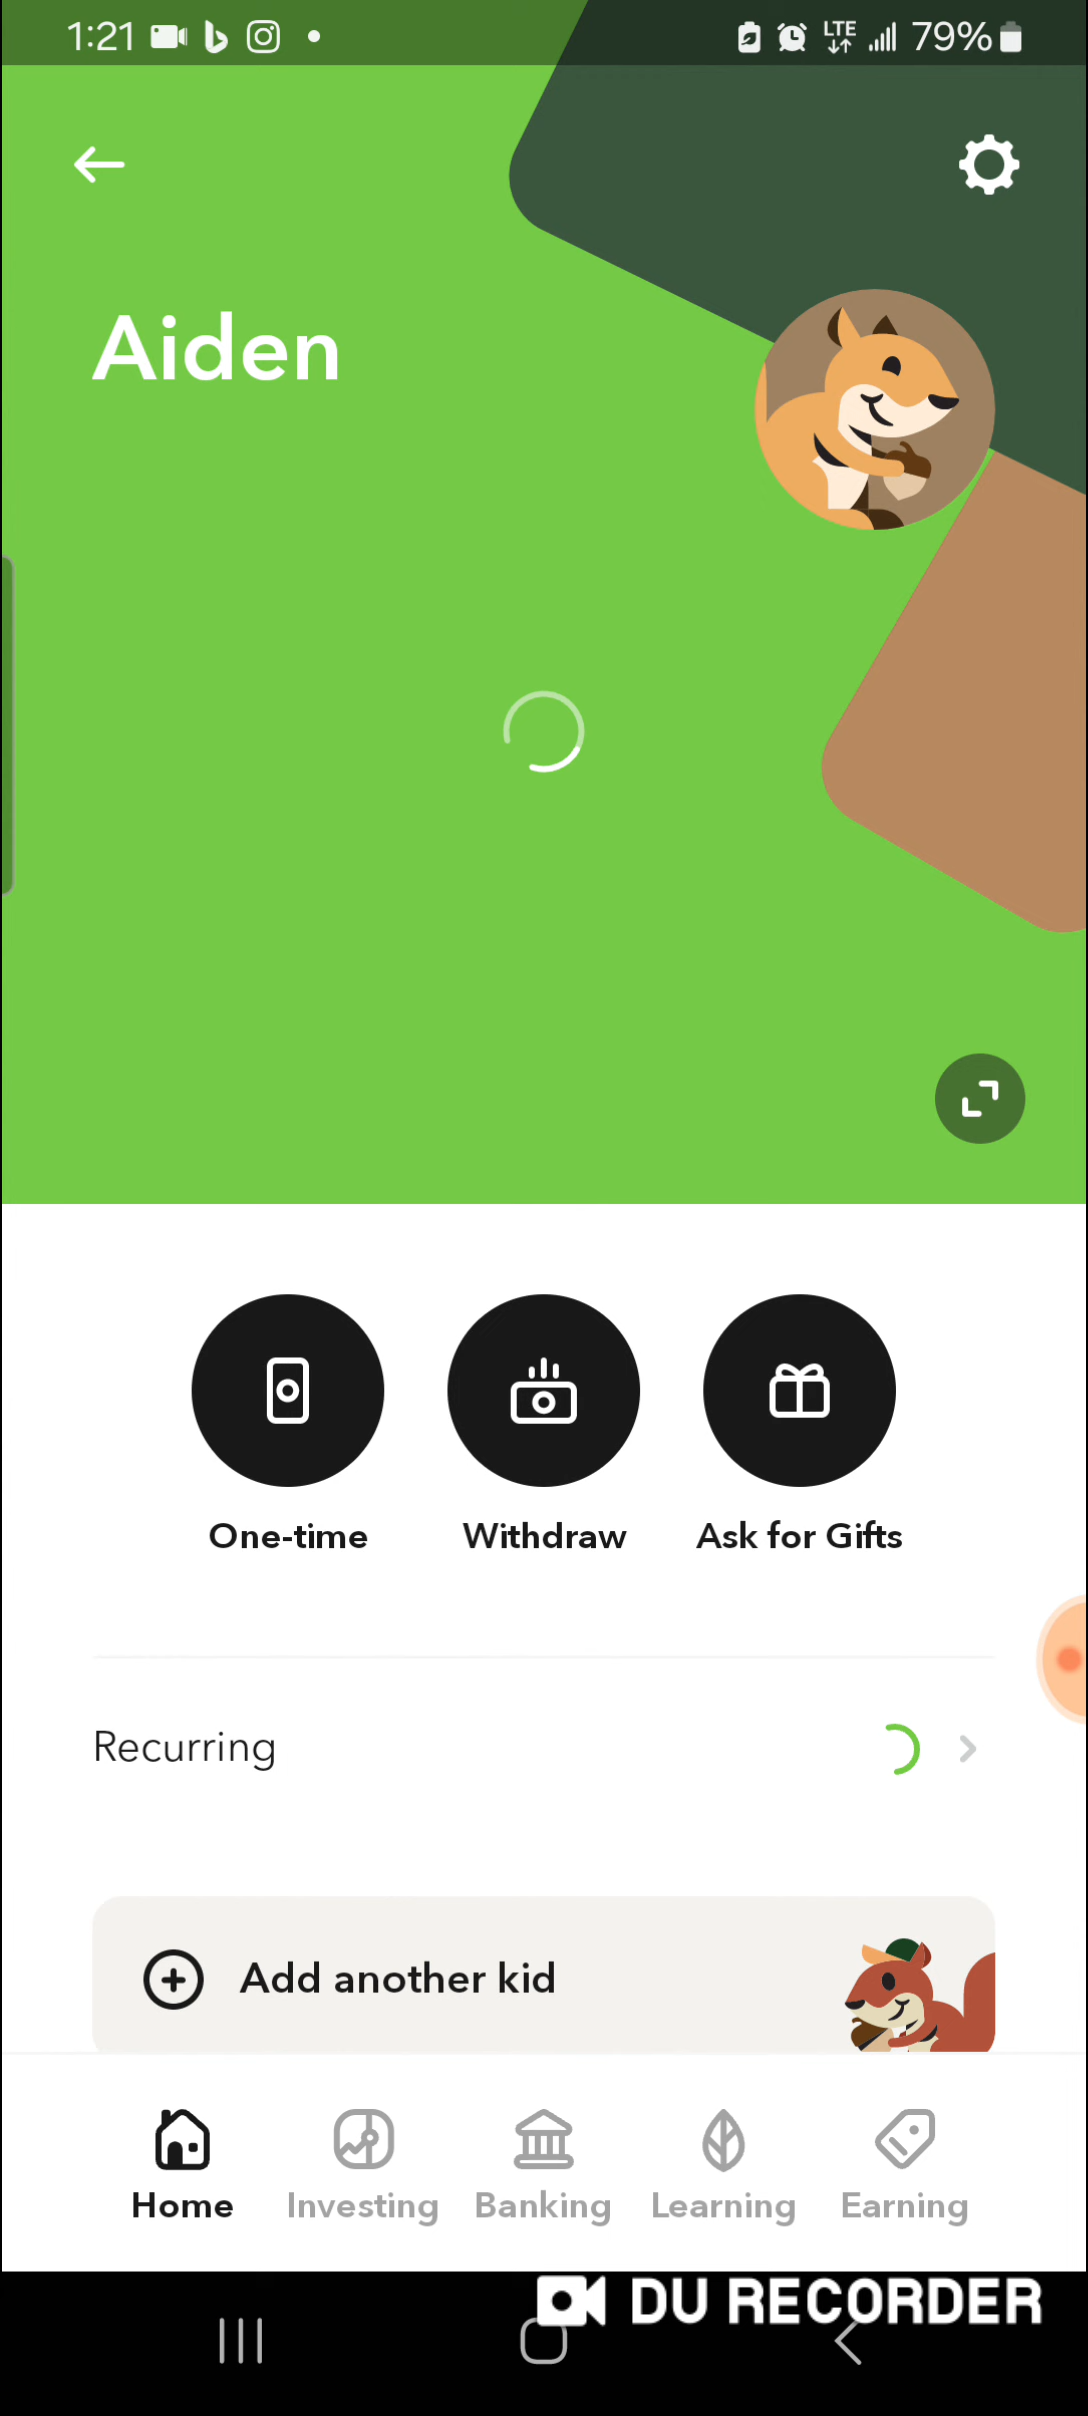 1:21
LTE
79%
Aiden
One-time
Withdraw
Ask for Gifts
Recurring
Add another kid
Home
Investing
Banking
Learning
Earning
DU RECORDER